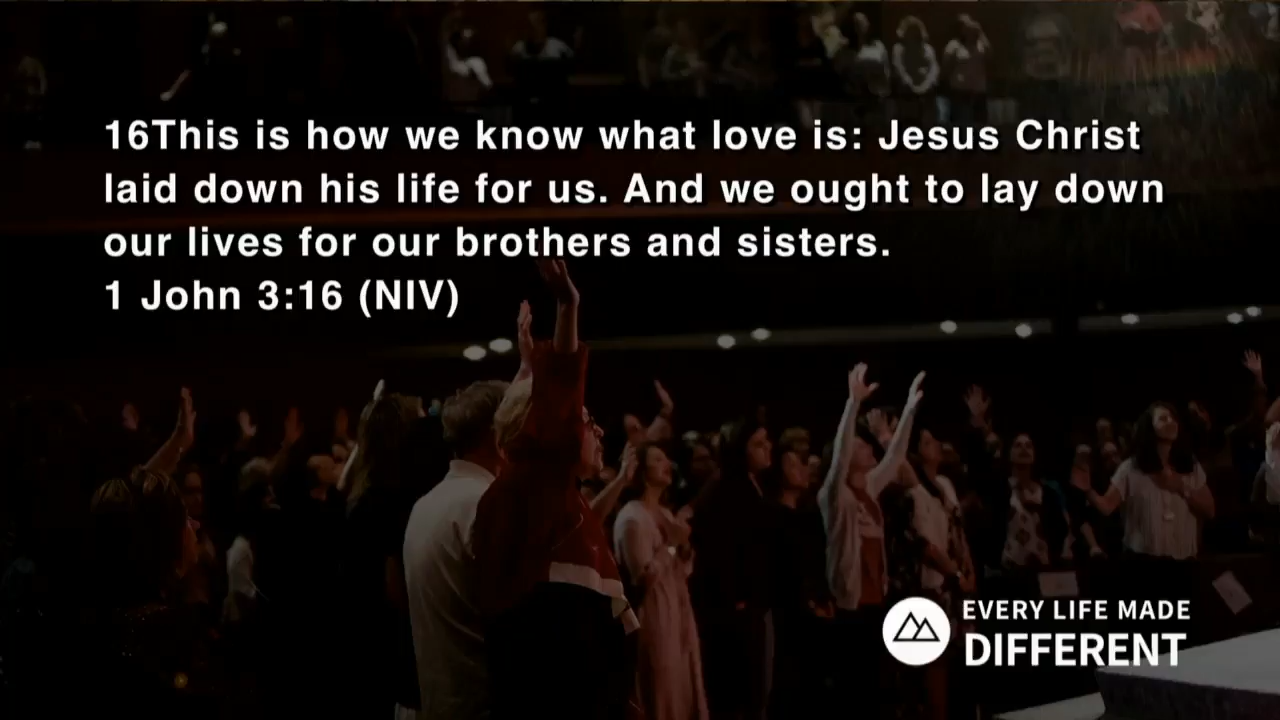 16This is how we know what love is: Jesus Christ
laid down his life for us. And we ought to lay down
our lives for our brothers and sisters.
1 John 3:16 (NIV)
EVERY LIFE MADE
DIFFERENT